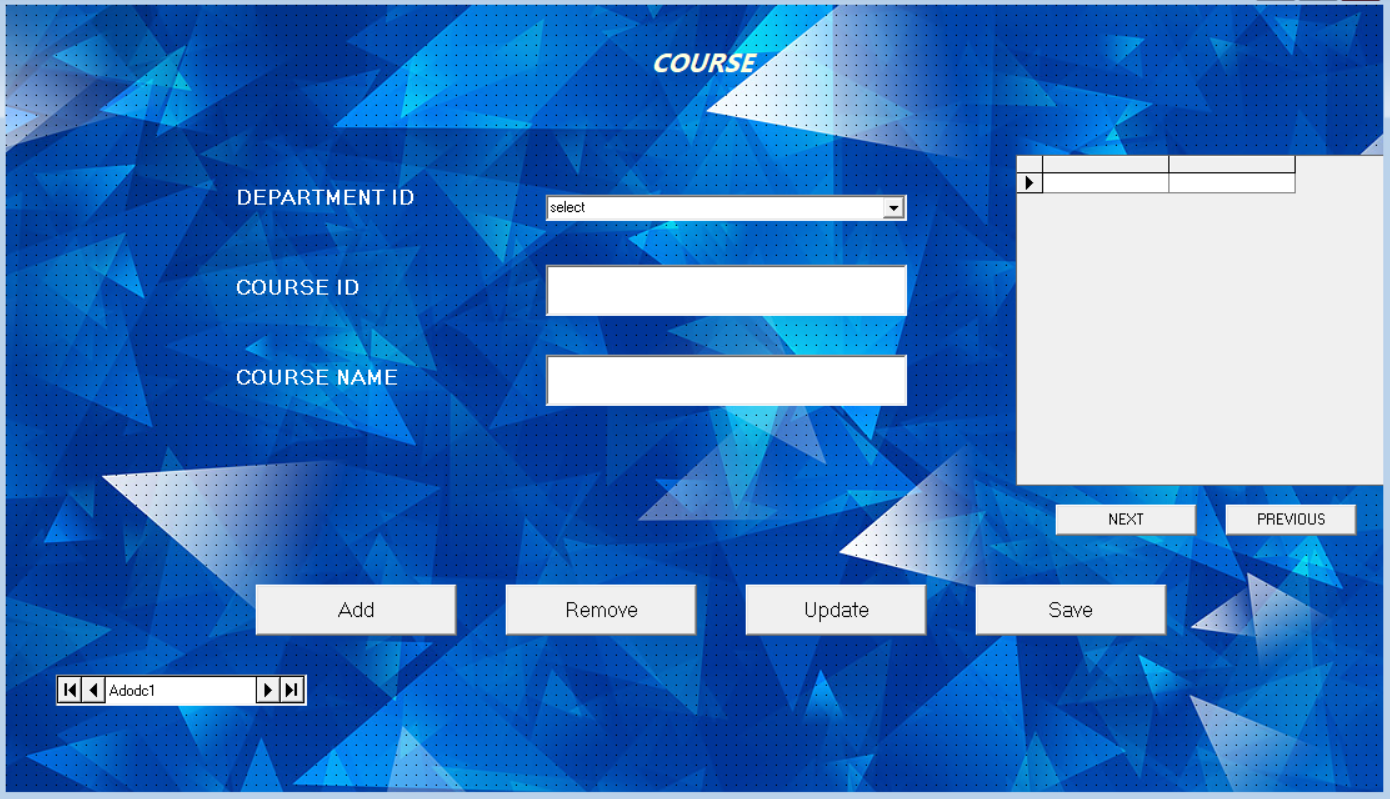 COURSE
DEPARTMENT ID
select
COURSE ID
COURSE NAME
NEXT
PREVIOUS
Add
Remove
Update
Save
Adodc1